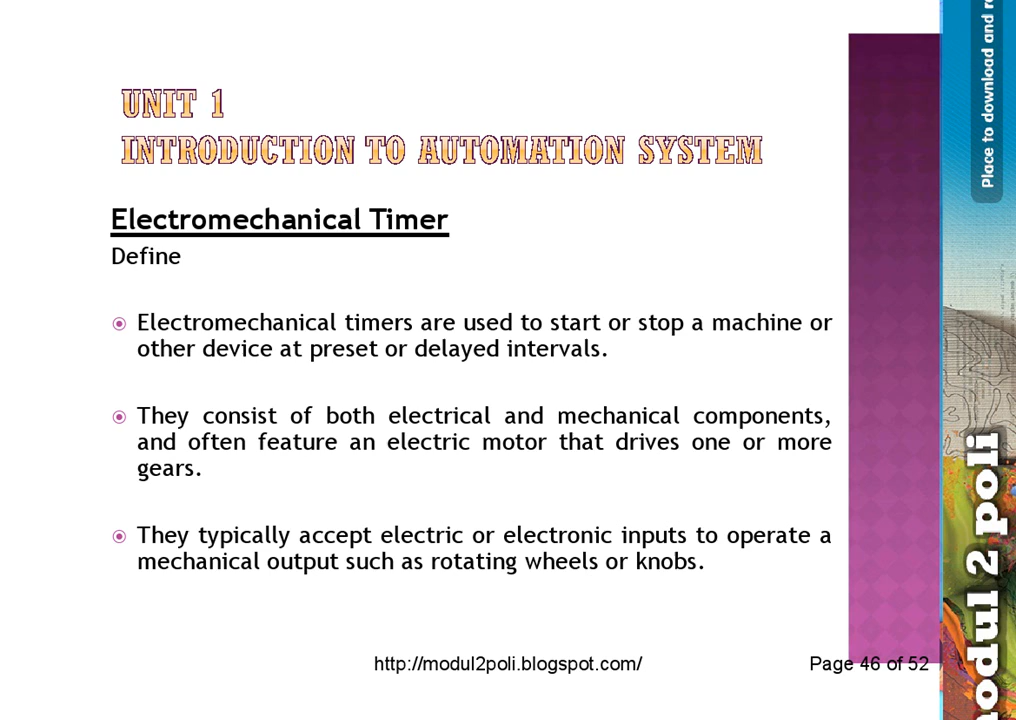 UNIT 1
INTRODUCTION TO AUTOMATION SYSTEM
Electromechanical Timer
Define
Electromechanical timers are used to start or stop a machine or
other device at preset or delayed intervals.
They consist of both electrical and mechanical components,
and often feature an electric motor that drives one or more
gears.
They typically accept electric or electronic inputs to operate a
mechanical output such as rotating wheels or knobs.
http://modul2poli.blogspot.com/
Page 46 of 52
Place to download and
odul 2 poli